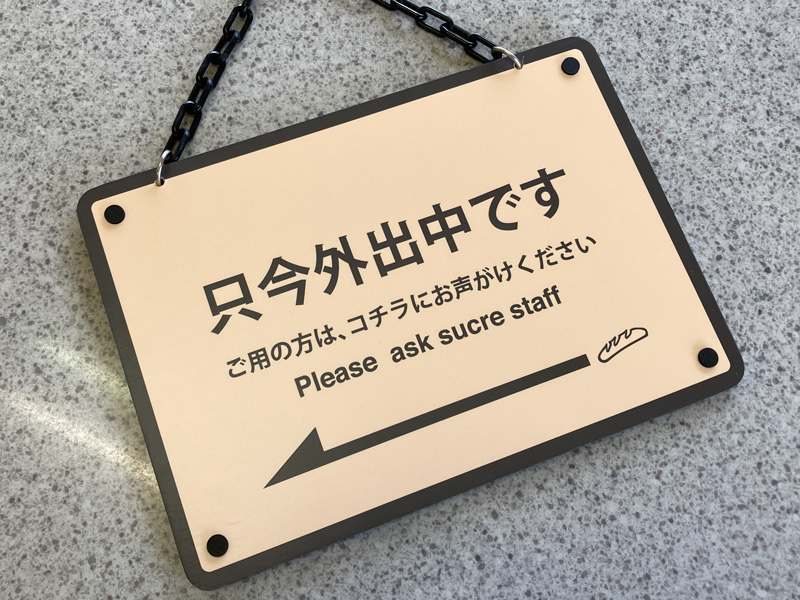 只今外出中です
ご用の方は、コチラにお声がけください
Please ask sucre staff